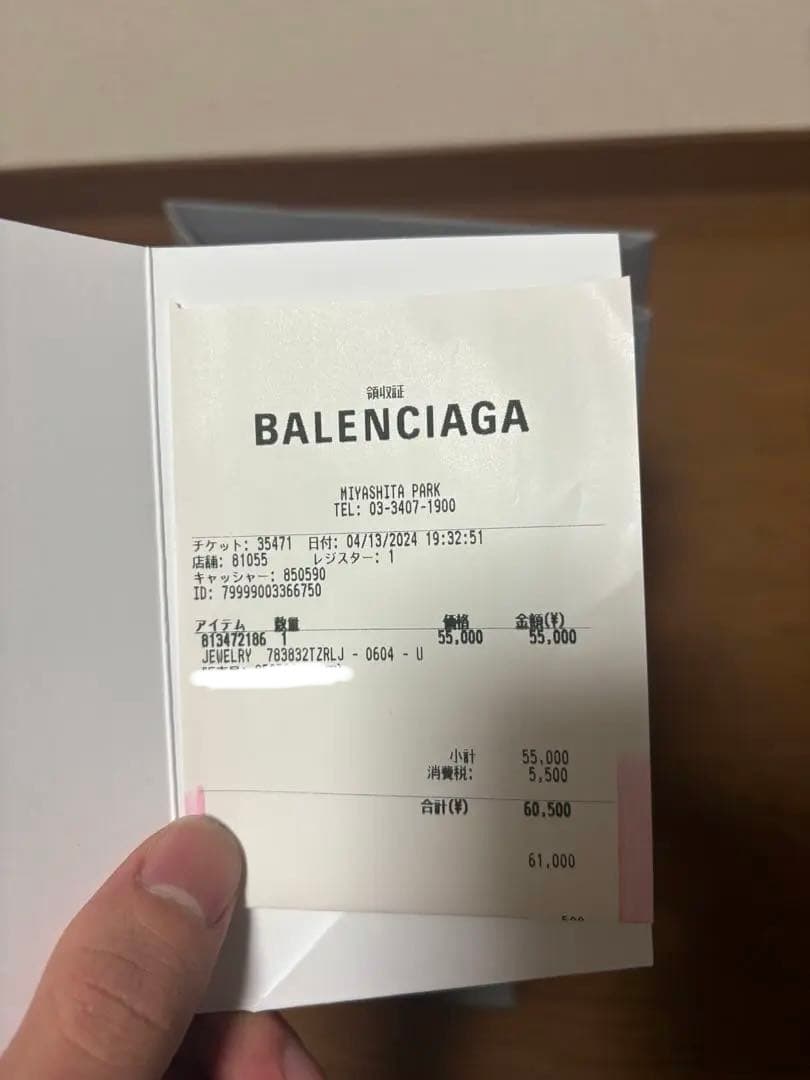 領収証
BALENCIAGA
MIYASHITA PARK
TEL: 03-3407-1900
チケット: 35471 日付: 04/13/2024 19:32:51
店舗: 81055 レジスター: 1
キャッシャー: 850590
ID: 79999003366750
アイテム 数量 価格 金額(¥)
813472186 1 55,000 55,000
JEWELRY 783832TZRLJ - 0604 - U
小計 55,000
消費税: 5,500
合計(¥) 60,500
61,000
500